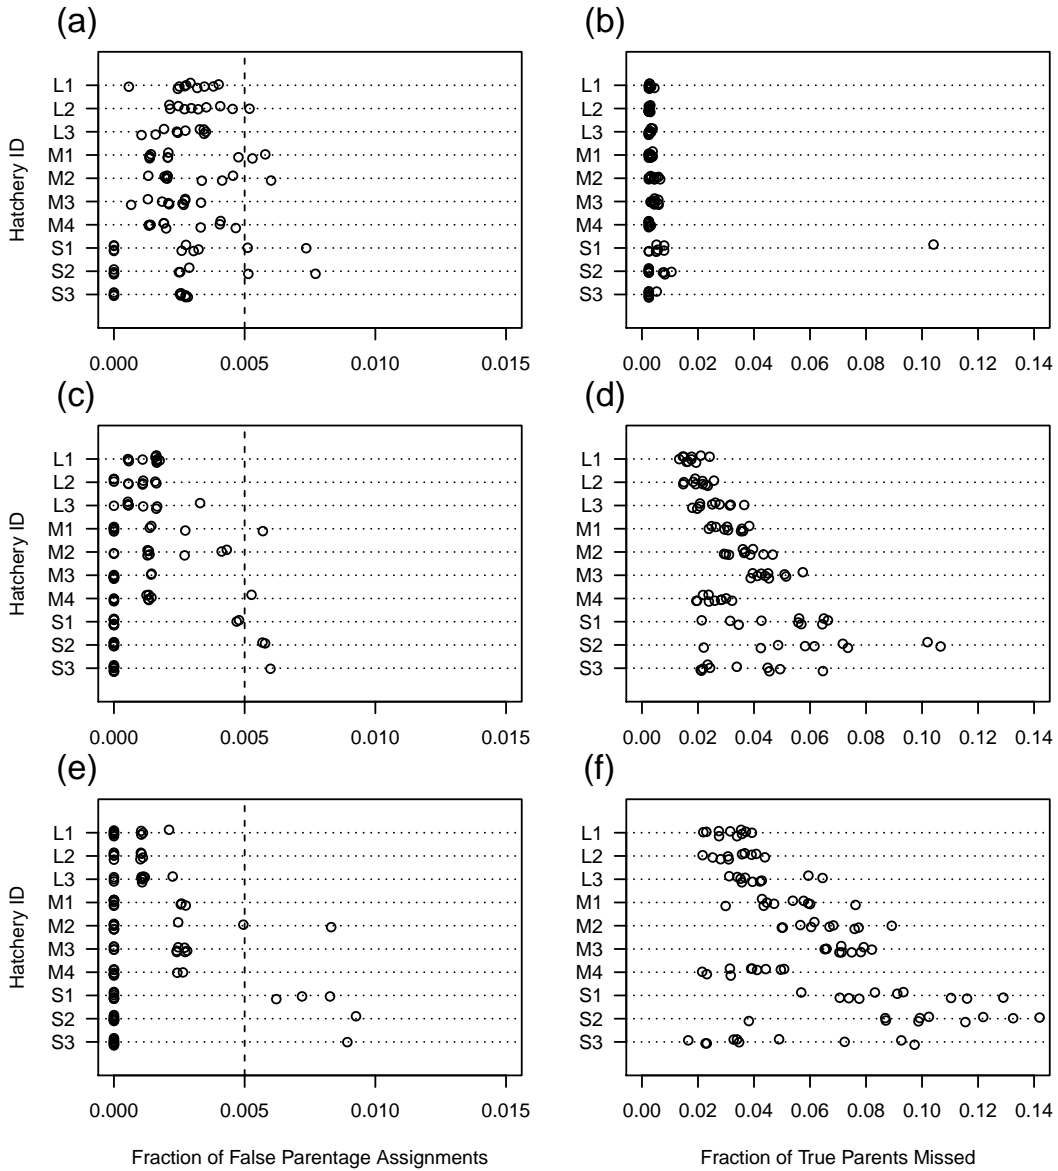 (a) (b)
L1 L1
L2 L2
L3 L3
M1 M1
M2 M2
M3 M3
M4 M4
S1 S1
S2 S2
S3 S3
Hatchery ID
0.000 0.005 0.010 0.015 0.00 0.02 0.04 0.06 0.08 0.10 0.12 0.14
(c) (d)
L1 L1
L2 L2
L3 L3
M1 M1
M2 M2
M3 M3
M4 M4
S1 S1
S2 S2
S3 S3
Hatchery ID
0.000 0.005 0.010 0.015 0.00 0.02 0.04 0.06 0.08 0.10 0.12 0.14
(e) (f)
L1 L1
L2 L2
L3 L3
M1 M1
M2 M2
M3 M3
M4 M4
S1 S1
S2 S2
S3 S3
Hatchery ID
0.000 0.005 0.010 0.015 0.00 0.02 0.04 0.06 0.08 0.10 0.12 0.14
Fraction of False Parentage Assignments Fraction of True Parents Missed